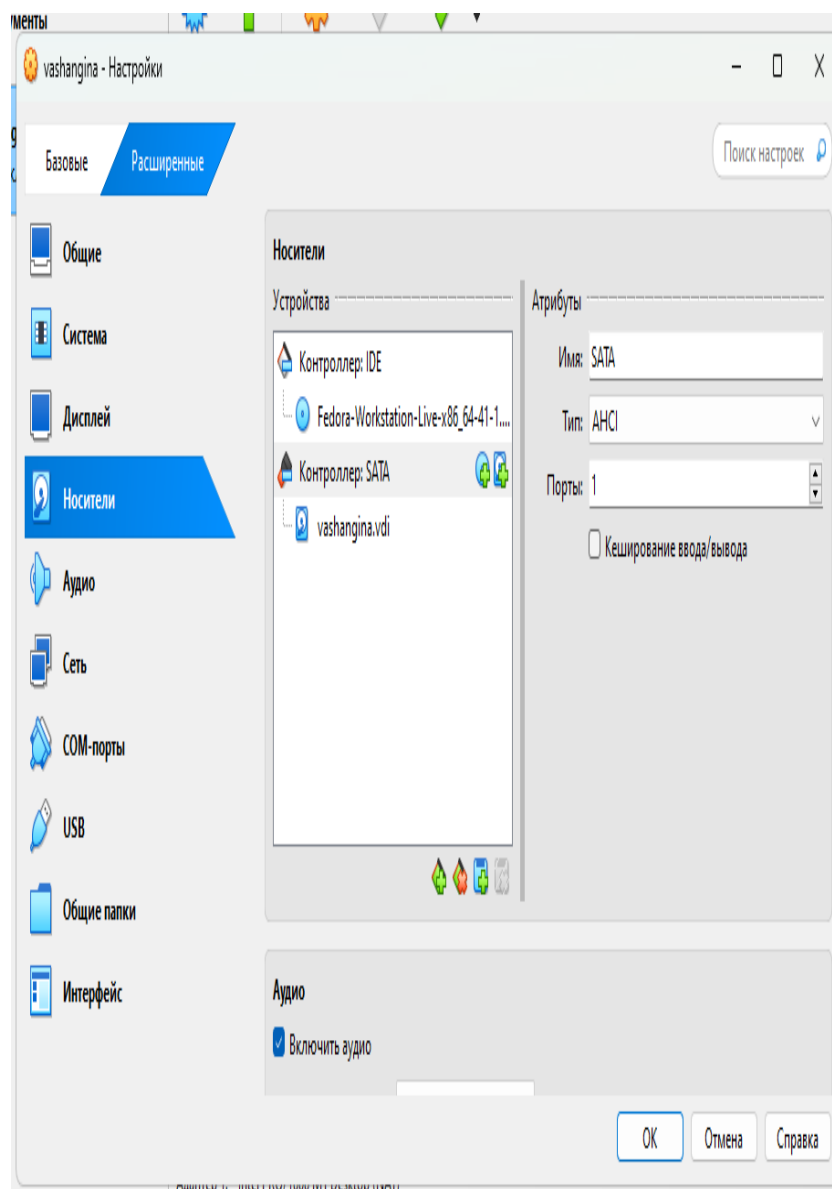 ументы
vashangina - Настройки
Базовые
Расширенные
Поиск настроек
Общие
Система
Дисплей
Носители
Аудио
Сеть
COM-порты
USB
Общие папки
Интерфейс
Носители
Устройства
Контроллер: IDE
Fedora-Workstation-Live-x86_64-41-1....
Контроллер: SATA
vashangina.vdi
Атрибуты
Имя: SATA
Тип: AHCI
Порты: 1
Кеширование ввода/вывода
Аудио
Включить аудио
OK
Отмена
Справка